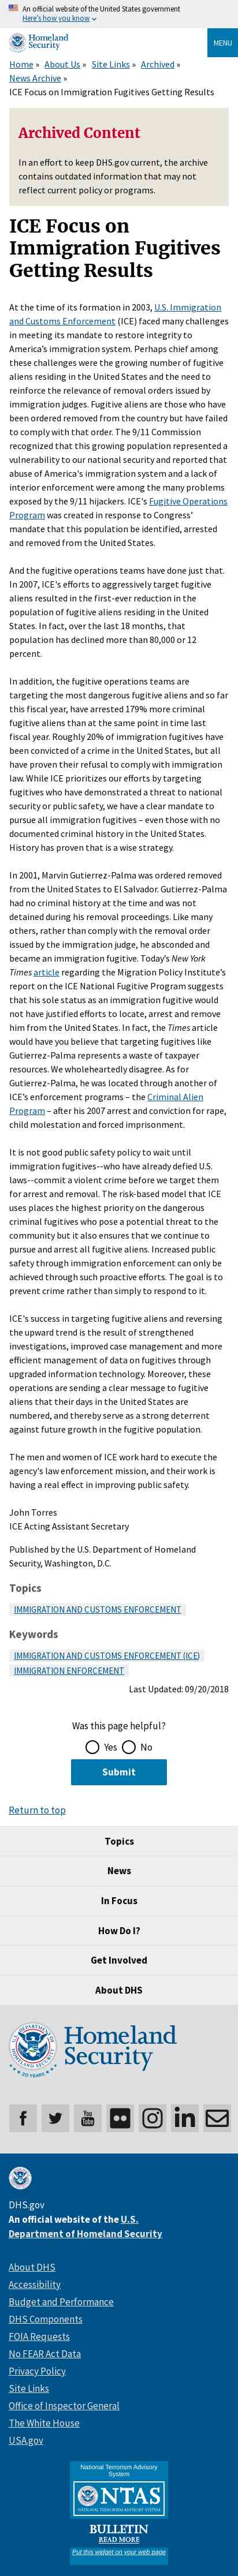 An official website of the United States government
Here's how you know
Homeland
Security
MENU
Home » About Us » Site Links » Archived »
News Archive »
ICE Focus on Immigration Fugitives Getting Results
Archived Content
In an effort to keep DHS.gov current, the archive
contains outdated information that may not
reflect current policy or programs.
ICE Focus on
Immigration Fugitives
Getting Results
At the time of its formation in 2003, U.S. Immigration
and Customs Enforcement (ICE) faced many challenges
in meeting its mandate to restore integrity to
America's immigration system. Perhaps chief among
these challenges were the growing number of fugitive
aliens residing in the United States and the need to
reinforce the removals orders issued by immigration
judges. Fugitive aliens are those who have
been ordered removed from the country but have failed
to comply with their order. The 9/11 Commission
recognized that this growing population represented a
vulnerability to our national security and observed that
abuse of America's immigration system and a lack of
interior enforcement were among the many problems
exposed by the 9/11 hijackers. ICE's Fugitive Operations
Program was created in response to Congress'
mandate that this population be identified, arrested
and removed from the United States.
And the fugitive operations teams have done just that.
In 2007, ICE's efforts to aggressively target fugitive
aliens resulted in the first-ever reduction in the
population of fugitive aliens residing in the United
States. In fact, over the last 18 months, that
population has declined more than 80,000 or 12
percent.
In addition, the fugitive operations teams are
targeting the most dangerous fugitive aliens and so far
this fiscal year, have arrested 179% more criminal
fugitive aliens than at the same point in time last
fiscal year. Roughly 20% of immigration fugitives have
been convicted of a crime in the United States, but all
have proven their refusal to comply with immigration
law. While ICE prioritizes our efforts by targeting
fugitives who may have demonstrated a threat to
national security or public safety, we have a clear
mandate to pursue all immigration fugitives – even those with no
documented criminal history in the United States.
History has proven that is a wise strategy.
In 2001, Marvin Gutierrez-Palma was ordered removed
from the United States to El Salvador. Gutierrez-Palma
had no criminal history at that time and was not
detained during his removal proceedings. Like many
others, rather than complying with the order issued by
the immigration judge, he absconded and
became an immigration fugitive. Today's New York
Times article regarding the Migration Policy Institute's
report on the ICE National Fugitive Program suggests
that his sole status as an immigration fugitive would
not have justified efforts to locate, arrest and remove
him from the United States. In fact, the Times article
would have you believe that targeting fugitives like
Gutierrez-Palma represents a waste of taxpayer
resources. We wholeheartedly disagree. As for
Gutierrez-Palma, he was located through another of
ICE's enforcement programs – the Criminal Alien
Program – after his 2007 arrest and conviction for rape,
child molestation and forced imprisonment.
It is not good public safety policy to wait until
immigration fugitives--who have already defied U.S.
laws--commit a violent crime before we target them
for arrest and removal. The risk-based model that ICE
uses places the highest priority on the dangerous
criminal fugitives who pose a potential threat to the
community, but does not eliminate efforts to also
pursue all fugitive aliens. Increased public
safety through immigration enforcement can only be
achieved through such proactive efforts. The goal is to
prevent crime rather than simply to respond to it.
ICE's success in targeting fugitive aliens is a result of
extensive training, resource enhancements, improved
investigations, improved case management and more
efficient information management systems through
upgraded information technology. Moreover, these
operations are sending a message to fugitive
aliens that their days in the United States are
numbered and they serve as a strong deterrent
against future growth in the fugitive population.
The men and women of ICE work hard to execute the
agency's law enforcement mission, and their work is
having a real effect in improving public safety.
John Torres
ICE Acting Assistant Secretary
Published by the U.S. Department of Homeland
Security, Washington, D.C.
Topics
IMMIGRATION AND CUSTOMS ENFORCEMENT
Keywords
IMMIGRATION AND CUSTOMS ENFORCEMENT (ICE)
IMMIGRATION ENFORCEMENT
Last Updated: 09/20/2018
Was this page helpful?
Yes No
Submit
Return to top
Topics
News
In Focus
How Do I?
Get Involved
About DHS
Homeland
Security
20 YEARS
You
Tube
DHS.gov
An official website of the U.S.
Department of Homeland Security
About DHS
Accessibility
Budget and Performance
DHS Components
FOIA Requests
No FEAR Act Data
Privacy Policy
Site Links
Office of Inspector General
The White House
USA.gov
National Terrorism Advisory
System
NTAS
NATIONAL TERRORISM ADVISORY SYSTEM
BULLETIN
READ MORE
Put this widget on your web page